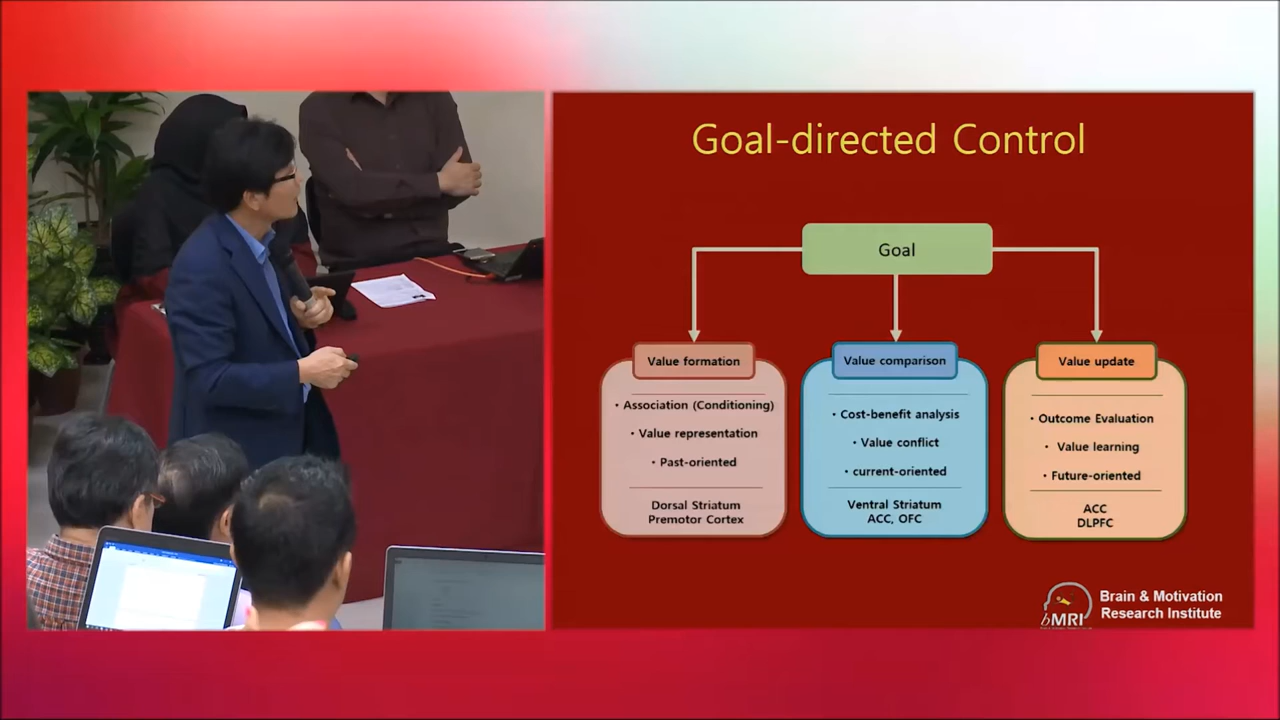 Goal-directed Control
Goal
Value formation
• Association (Conditioning)
• Value representation
• Past-oriented
Dorsal Striatum
Premotor Cortex
Value comparison
• Cost-benefit analysis
• Value conflict
• current-oriented
Ventral Striatum
ACC, OFC
Value update
• Outcome Evaluation
• Value learning
• Future-oriented
ACC
DLPFC
bMRI
Brain & Motivation
Research Institute